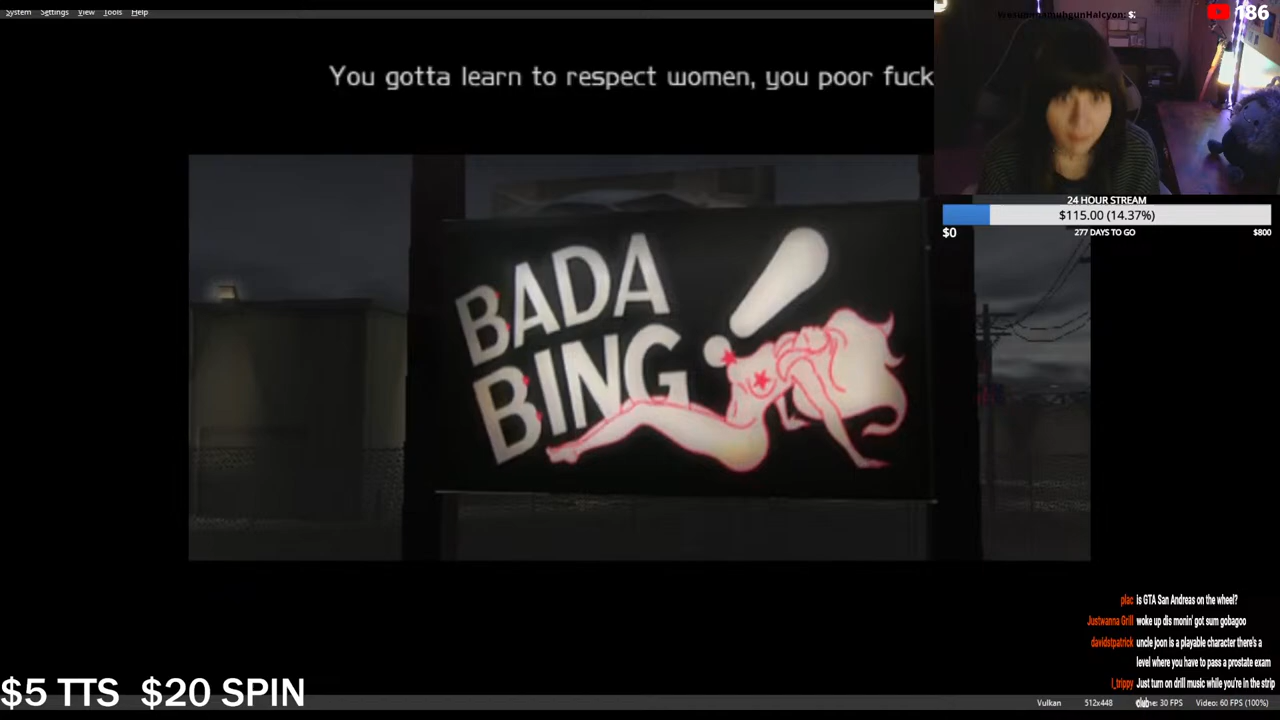 System Settings View Tools Help
186
You gotta learn to respect women, you poor fuck
24 HOUR STREAM
$115.00 (14.37%)
$0 277 DAYS TO GO $800
BADA
BING!
plac is GTA San Andreas on the wheel?
Justwanna Grill woke up dis monin' got sum gobagoo
davidstpatrick uncle joon is a playable character there's a
level where you have to pass a prostate exam
l_trippy Just turn on drill music while you're in the strip
club
$5 TTS $20 SPIN
Vulkan 512x448 30 FPS Video: 60 FPS (100%)